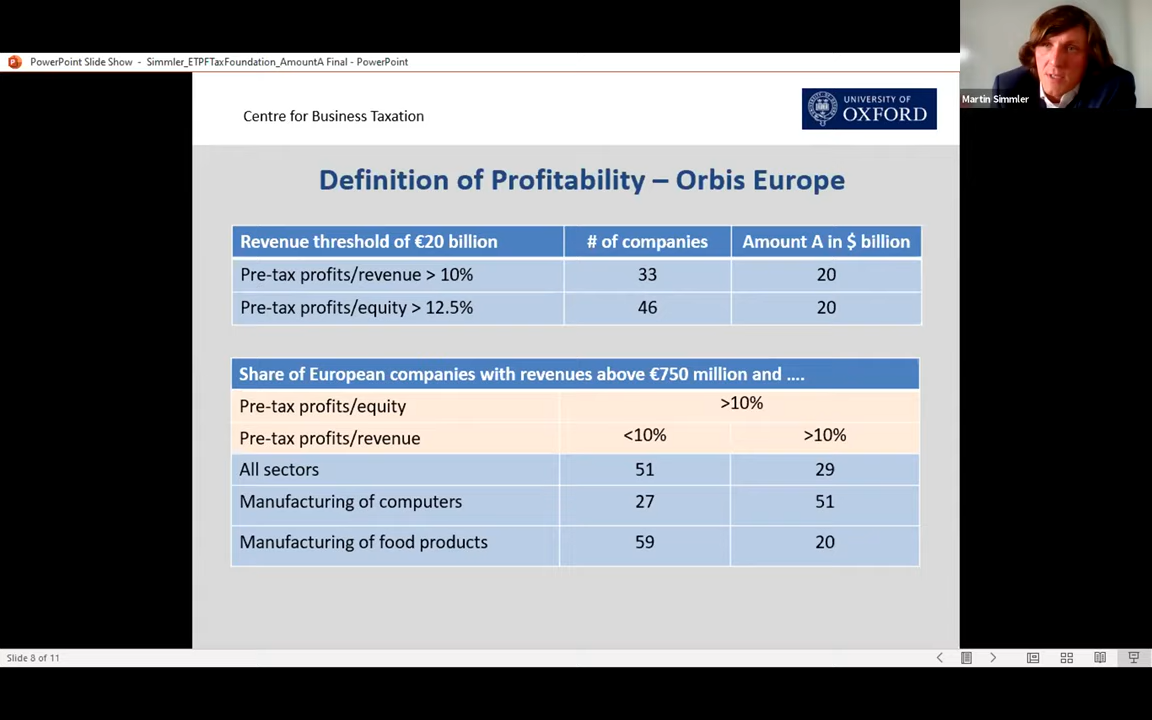 PowerPoint Slide Show - Simmler_ETPFTaxFoundation_AmountA Final - PowerPoint
Martin Simmler
Centre for Business Taxation
UNIVERSITY OF
OXFORD
Definition of Profitability – Orbis Europe
Revenue threshold of €20 billion # of companies Amount A in $ billion
Pre-tax profits/revenue > 10% 33 20
Pre-tax profits/equity > 12.5% 46 20
Share of European companies with revenues above €750 million and ....
Pre-tax profits/equity >10%
Pre-tax profits/revenue <10% >10%
All sectors 51 29
Manufacturing of computers 27 51
Manufacturing of food products 59 20
Slide 8 of 11